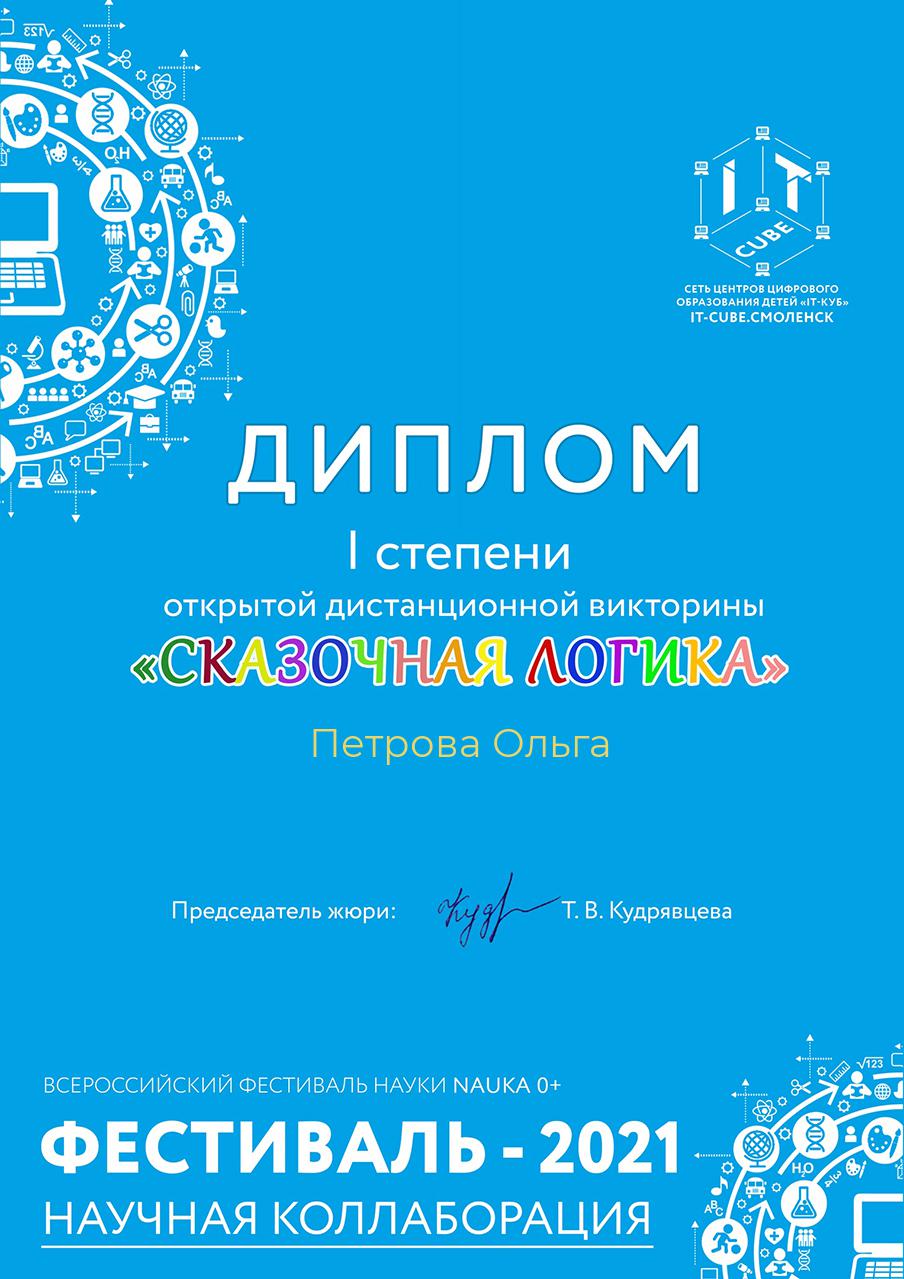 IT
CUBE
СЕТЬ ЦЕНТРОВ ЦИФРОВОГО
ОБРАЗОВАНИЯ ДЕТЕЙ «IT-КУБ»
IT-CUBE.СМОЛЕНСК
ДИПЛОМ
I степени
открытой дистанционной викторины
«СКАЗОЧНАЯ ЛОГИКА»
Петрова Ольга
Председатель жюри: Т. В. Кудрявцева
ВСЕРОССИЙСКИЙ ФЕСТИВАЛЬ НАУКИ NAUKA 0+
ФЕСТИВАЛЬ - 2021
НАУЧНАЯ КОЛЛАБОРАЦИЯ